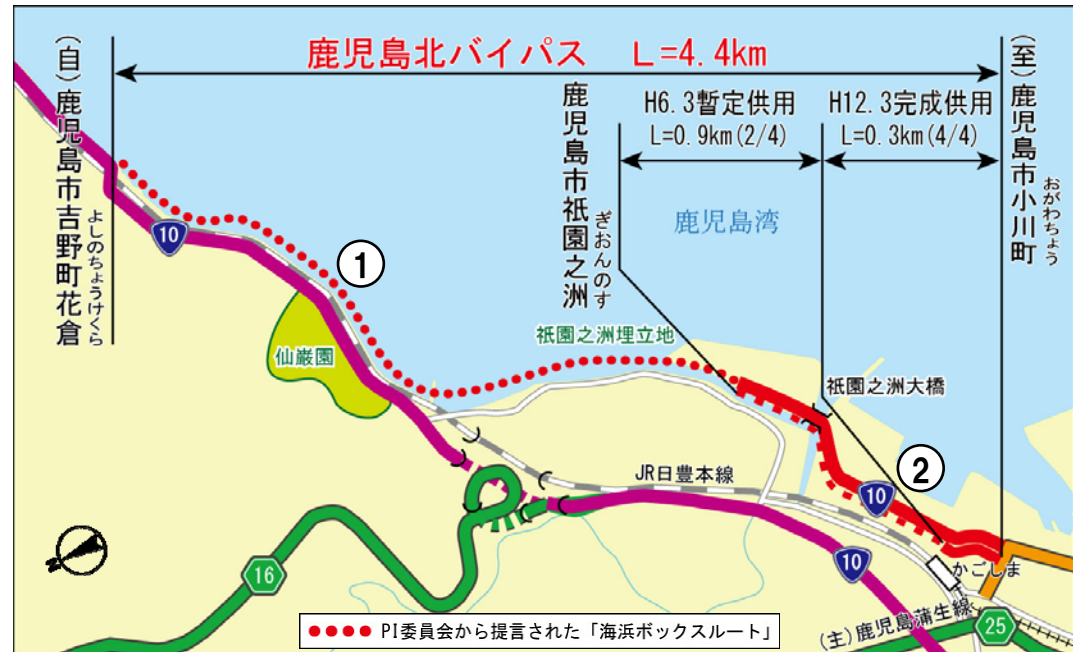 鹿児島北バイパス L=4.4km
(自)鹿児島市吉野町花倉
よしのちょうけくら
鹿児島市祇園之洲
ぎおんのす
H6.3暫定供用
L=0.9km(2/4)
H12.3完成供用
L=0.3km(4/4)
(至)鹿児島市小川町
おがわちょう
鹿児島湾
10
①
仙巌園
祇園之洲埋立地
祇園之洲大橋
②
10
JR日豊本線
10
かごしま
16
N
(主)鹿児島蒲生線
25
PI委員会から提言された「海浜ボックスルート」